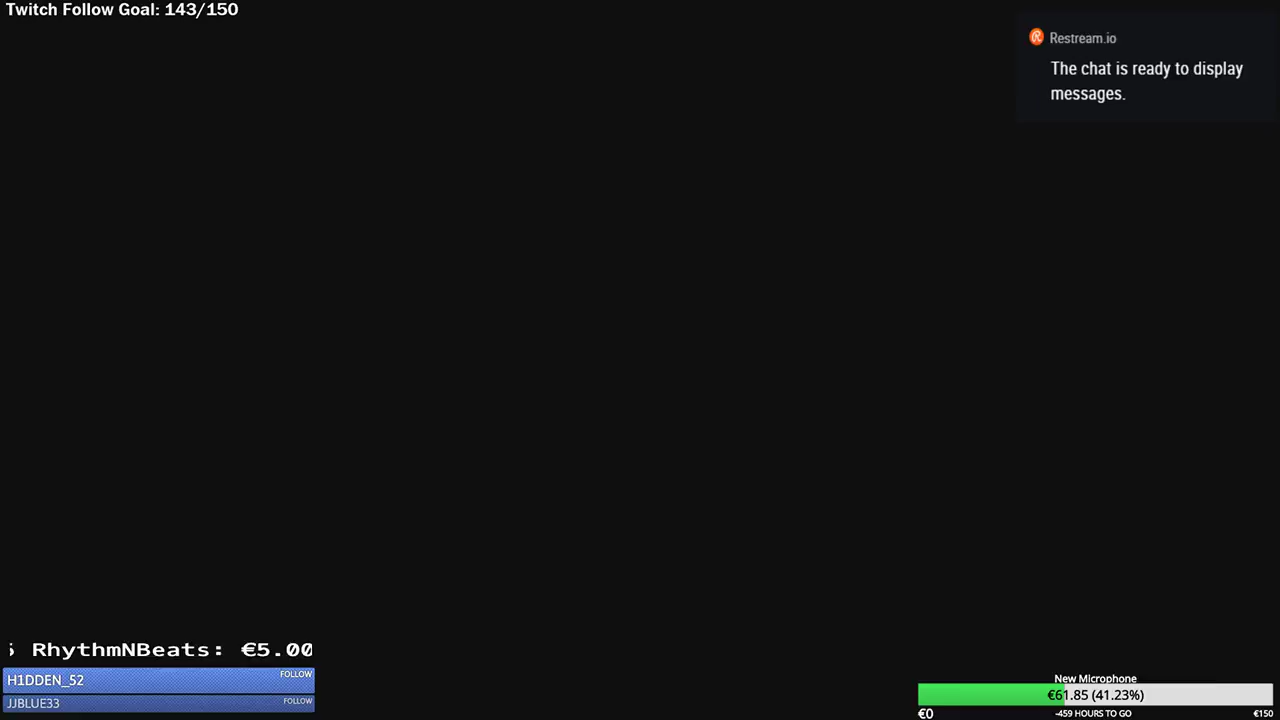 Twitch Follow Goal: 143/150
Restream.io
The chat is ready to display
messages.
RhythmNBeats: €5.00
H1DDEN_52 FOLLOW
JJBLUE33 FOLLOW
New Microphone
€61.85 (41.23%)
€0 -459 HOURS TO GO €150